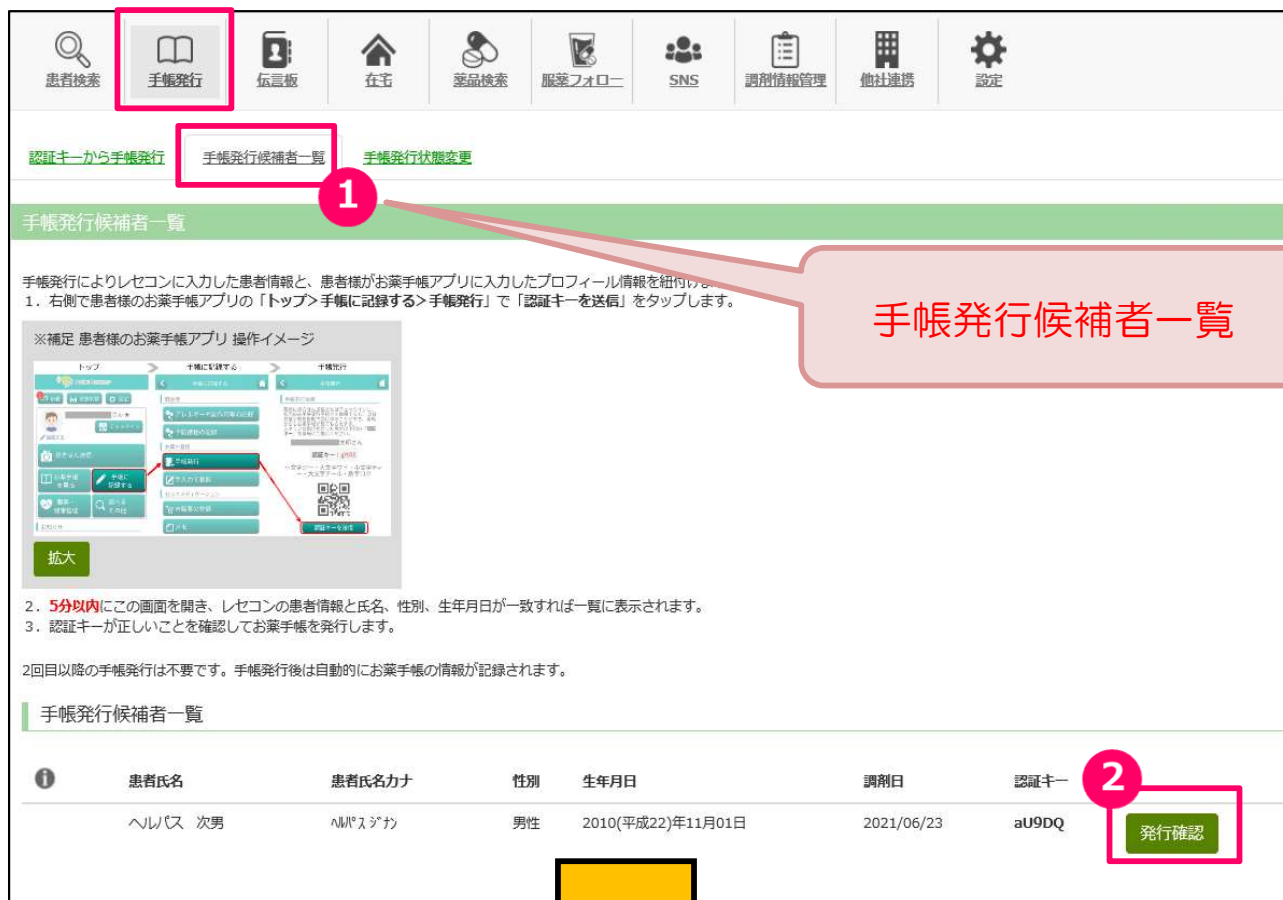 患者検索
手帳発行
伝言板
在宅
薬品検索
服薬フォロー
SNS
調剤情報管理
他社連携
設定
認証キーから手帳発行
手帳発行候補者一覧
手帳発行状態変更
1
手帳発行候補者一覧
手帳発行候補者一覧
手帳発行によりレセコンに入力した患者情報と、患者様がお薬手帳アプリに入力したプロフィール情報を紐付けま
1. 右側で患者様のお薬手帳アプリの「トップ>手帳に記録する>手帳発行」で「認証キーを送信」をタップします。
※補足 患者様のお薬手帳アプリ 操作イメージ
トップ
手帳に記録する
手帳発行
手帳発行
手帳に
記録する
認証キーを送信
拡大
2. 5分以内にこの画面を開き、レセコンの患者情報と氏名、性別、生年月日が一致すれば一覧に表示されます。
3. 認証キーが正しいことを確認してお薬手帳を発行します。
2回目以降の手帳発行は不要です。手帳発行後は自動的にお薬手帳の情報が記録されます。
手帳発行候補者一覧
患者氏名
患者氏名カナ
性別
生年月日
調剤日
認証キー
2
ヘルパス 次男
ﾍﾙﾊﾟｽ ｼﾞﾅﾝ
男性
2010(平成22)年11月01日
2021/06/23
aU9DQ
発行確認